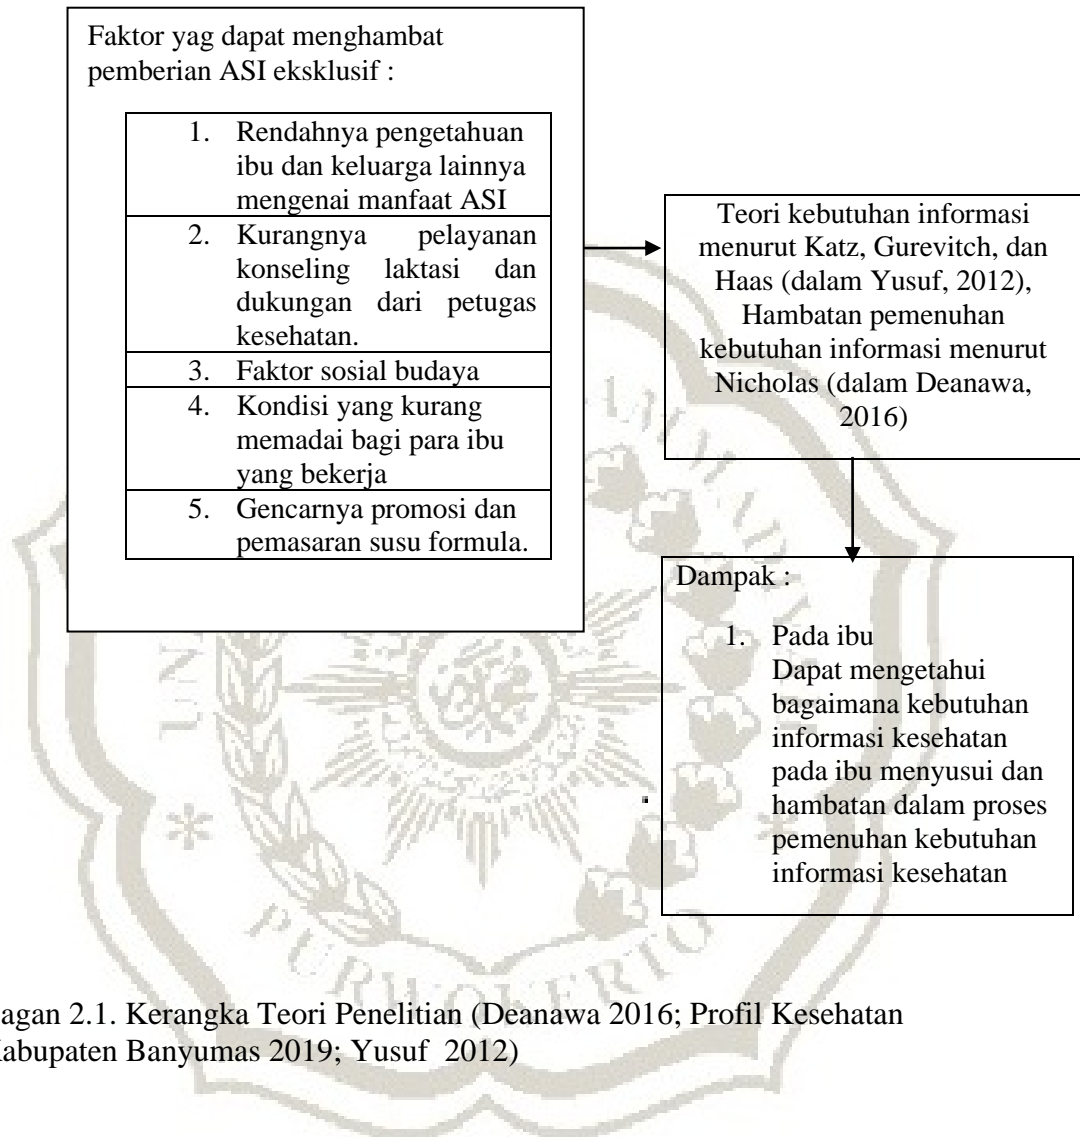 Faktor yag dapat menghambat
pemberian ASI eksklusif :
1. Rendahnya pengetahuan
ibu dan keluarga lainnya
mengenai manfaat ASI
2. Kurangnya pelayanan
konseling laktasi dan
dukungan dari petugas
kesehatan.
3. Faktor sosial budaya
4. Kondisi yang kurang
memadai bagi para ibu
yang bekerja
5. Gencarnya promosi dan
pemasaran susu formula.
Teori kebutuhan informasi
menurut Katz, Gurevitch, dan
Haas (dalam Yusuf, 2012),
Hambatan pemenuhan
kebutuhan informasi menurut
Nicholas (dalam Deanawa,
2016)
Dampak :
1. Pada ibu
Dapat mengetahui
bagaimana kebutuhan
informasi kesehatan
pada ibu menyusui dan
hambatan dalam proses
pemenuhan kebutuhan
informasi kesehatan
agan 2.1. Kerangka Teori Penelitian (Deanawa 2016; Profil Kesehatan
Kabupaten Banyumas 2019; Yusuf 2012)
PURWOKERTO